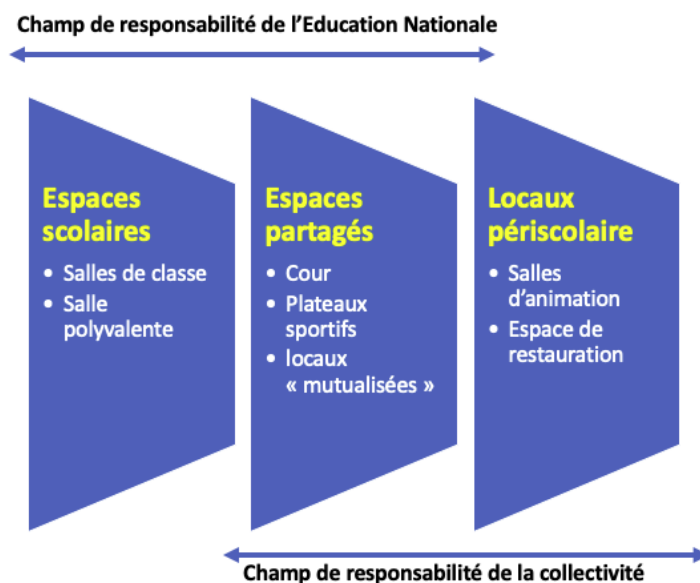 Champ de responsabilité de l’Education Nationale
Espaces
scolaires
• Salles de classe
• Salle
polyvalente
Espaces
partagés
• Cour
• Plateaux
sportifs
• locaux
« mutualisées »
Locaux
périscolaire
• Salles
d’animation
• Espace de
restauration
Champ de responsabilité de la collectivité